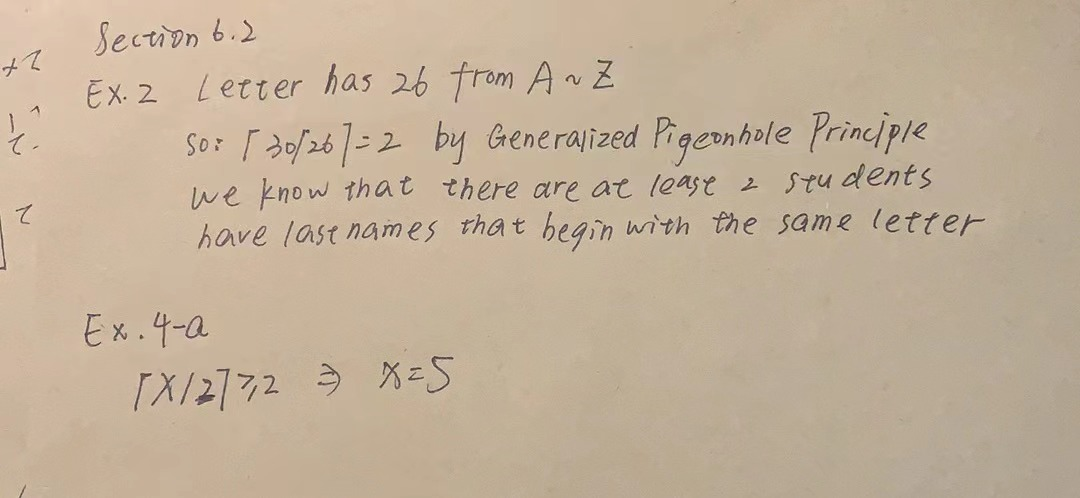 Section 6.2
Ex. 2 Letter has 26 from A ~ Z
so: ⌈30/26⌉=2 by Generalized Pigeonhole Principle
we know that there are at lease 2 students
have last names that begin with the same letter
Ex. 4-a
⌈X/2⌉⩾2 ⇒ x=5